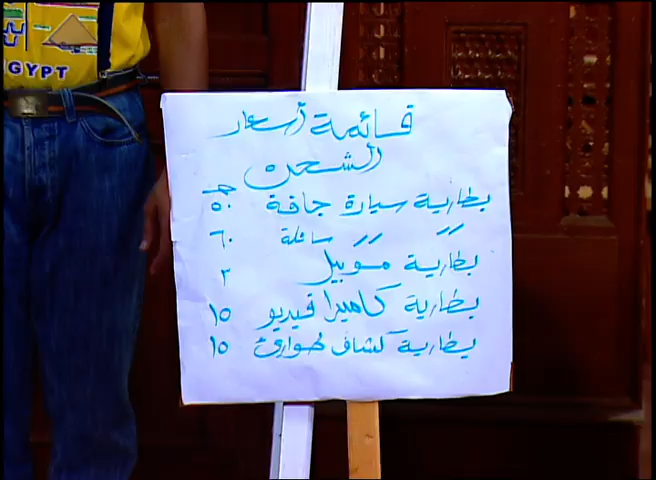 EGYPT
قائمة أسعار
الشحن
جـ
بطارية سيارة جافة ٥٠
〃 〃 سائلة ٦٠
بطارية موبيل ٣
بطارية كاميرا فيديو ١٥
بطارية كشاف طوارئ ١٥